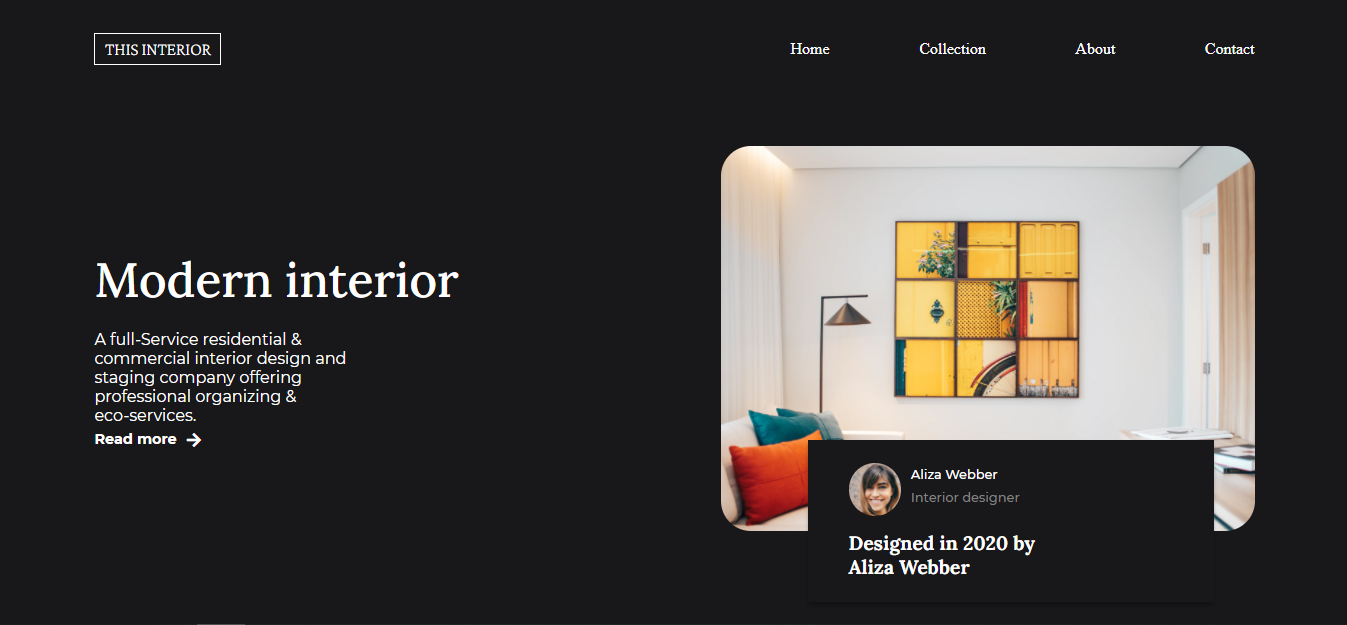 THIS INTERIOR
Home
Collection
About
Contact
Modern interior
A full-Service residential &
commercial interior design and
staging company offering
professional organizing &
eco-services.
Read more
Aliza Webber
Interior designer
Designed in 2020 by
Aliza Webber